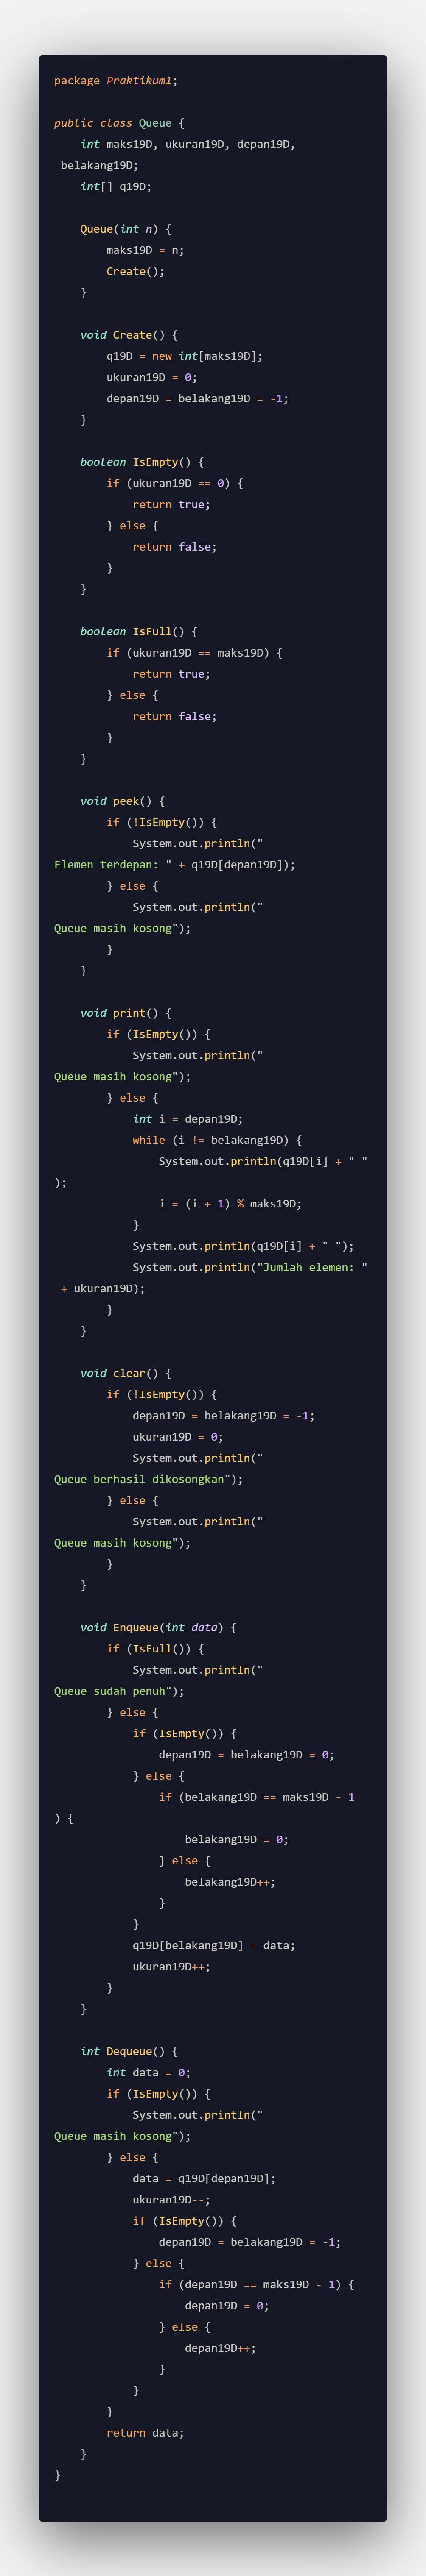 package Praktikum1;

public class Queue {
    int maks19D, ukuran19D, depan19D,
 belakang19D;
    int[] q19D;

    Queue(int n) {
        maks19D = n;
        Create();
    }

    void Create() {
        q19D = new int[maks19D];
        ukuran19D = 0;
        depan19D = belakang19D = -1;
    }

    boolean IsEmpty() {
        if (ukuran19D == 0) {
            return true;
        } else {
            return false;
        }
    }

    boolean IsFull() {
        if (ukuran19D == maks19D) {
            return true;
        } else {
            return false;
        }
    }

    void peek() {
        if (!IsEmpty()) {
            System.out.println("
Elemen terdepan: " + q19D[depan19D]);
        } else {
            System.out.println("
Queue masih kosong");
        }
    }

    void print() {
        if (IsEmpty()) {
            System.out.println("
Queue masih kosong");
        } else {
            int i = depan19D;
            while (i != belakang19D) {
                System.out.println(q19D[i] + " "
);
                i = (i + 1) % maks19D;
            }
            System.out.println(q19D[i] + " ");
            System.out.println("Jumlah elemen: "
 + ukuran19D);
        }
    }

    void clear() {
        if (!IsEmpty()) {
            depan19D = belakang19D = -1;
            ukuran19D = 0;
            System.out.println("
Queue berhasil dikosongkan");
        } else {
            System.out.println("
Queue masih kosong");
        }
    }

    void Enqueue(int data) {
        if (IsFull()) {
            System.out.println("
Queue sudah penuh");
        } else {
            if (IsEmpty()) {
                depan19D = belakang19D = 0;
            } else {
                if (belakang19D == maks19D - 1
) {
                    belakang19D = 0;
                } else {
                    belakang19D++;
                }
            }
            q19D[belakang19D] = data;
            ukuran19D++;
        }
    }

    int Dequeue() {
        int data = 0;
        if (IsEmpty()) {
            System.out.println("
Queue masih kosong");
        } else {
            data = q19D[depan19D];
            ukuran19D--;
            if (IsEmpty()) {
                depan19D = belakang19D = -1;
            } else {
                if (depan19D == maks19D - 1) {
                    depan19D = 0;
                } else {
                    depan19D++;
                }
            }
        }
        return data;
    }
}